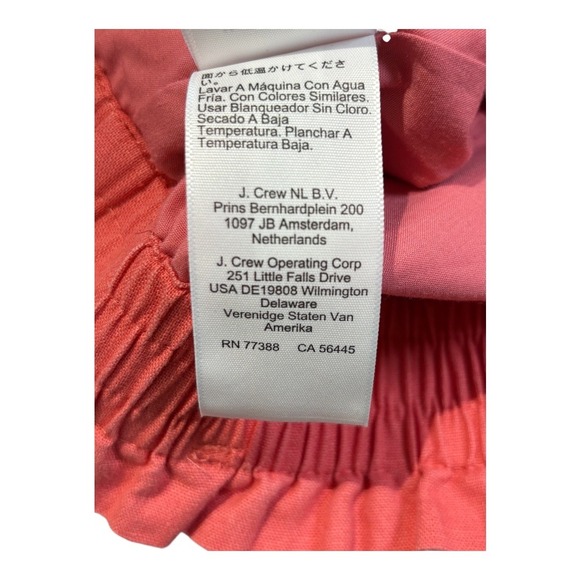 面から低温かけてくださ
い。
Lavar A Máquina Con Agua
Fría. Con Colores Similares.
Usar Blanqueador Sin Cloro.
Secado A Baja
Temperatura. Planchar A
Temperatura Baja.
J. Crew NL B.V.
Prins Bernhardplein 200
1097 JB Amsterdam,
Netherlands
J. Crew Operating Corp
251 Little Falls Drive
USA DE19808 Wilmington
Delaware
Verenidge Staten Van
Amerika
RN 77388 CA 56445